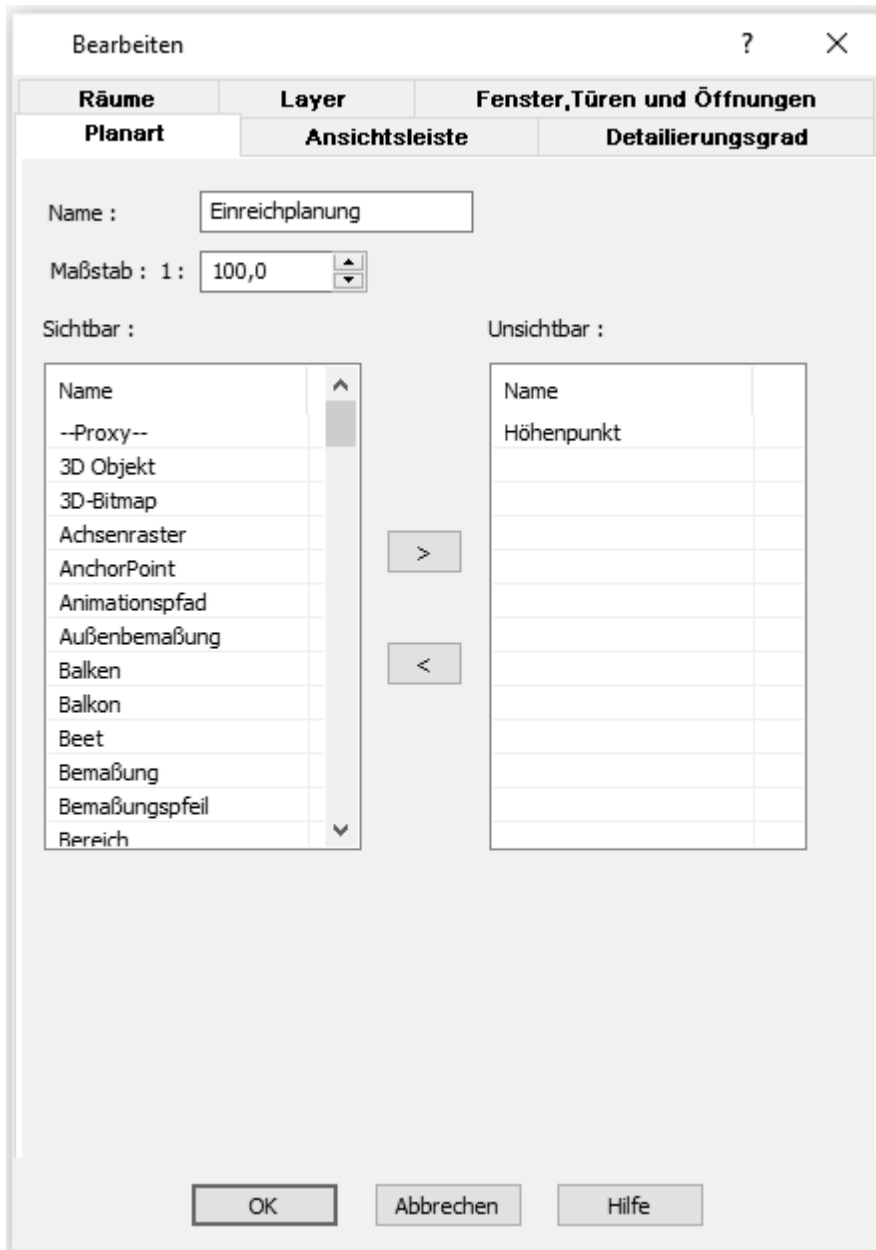 Bearbeiten ?
Räume Layer Fenster,Türen und Öffnungen
Planart Ansichtsleiste Detailierungsgrad
Name : Einreichplanung
Maßstab : 1 : 100,0
Sichtbar : Unsichtbar :
Name Name
--Proxy-- Höhenpunkt
3D Objekt
3D-Bitmap
Achsenraster
AnchorPoint
>
Animationspfad
Außenbemaßung
Balken
<
Balkon
Beet
Bemaßung
Bemaßungspfeil
Bereich
OK Abbrechen Hilfe